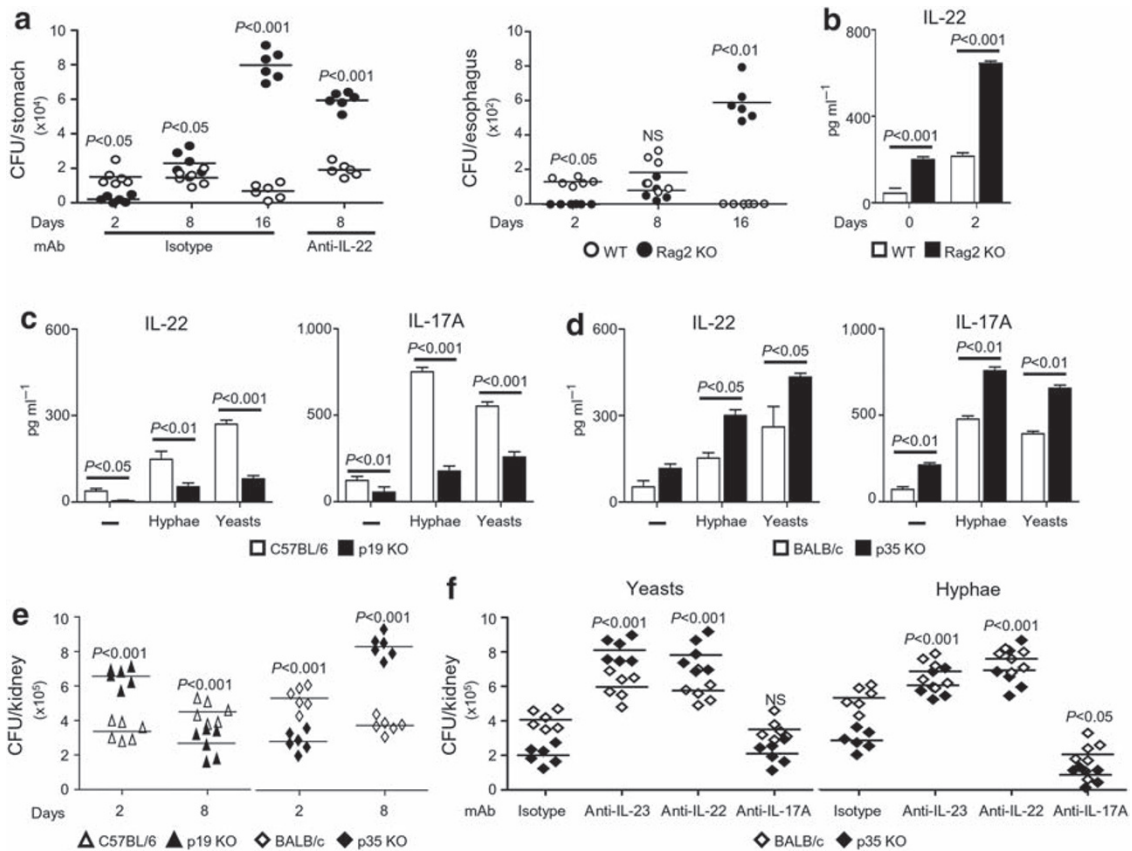 a
CFU/stomach
(x10⁴)
10
8
6
4
2
0
P<0.05
P<0.05
P<0.001
P<0.001
Days
2
8
16
8
mAb
Isotype
Anti-IL-22
CFU/esophagus
(x10²)
10
8
6
4
2
0
P<0.05
NS
P<0.01
2
8
16
WT
Rag2 KO
b
IL-22
pg ml⁻¹
800
400
0
P<0.001
P<0.001
Days
0
2
WT
Rag2 KO
c
IL-22
pg ml⁻¹
600
300
0
P<0.05
P<0.01
P<0.001
–
Hyphae
Yeasts
IL-17A
1,000
500
0
P<0.01
P<0.001
P<0.001
–
Hyphae
Yeasts
C57BL/6
p19 KO
d
IL-22
pg ml⁻¹
600
300
0
P<0.05
P<0.05
–
Hyphae
Yeasts
IL-17A
1,000
500
0
P<0.01
P<0.01
P<0.01
–
Hyphae
Yeasts
BALB/c
p35 KO
e
CFU/kidney
(x10⁵)
10
8
6
4
2
0
P<0.001
P<0.001
P<0.001
P<0.001
Days
2
8
2
8
C57BL/6
p19 KO
BALB/c
p35 KO
f
Yeasts
Hyphae
CFU/kidney
(x10⁵)
10
8
6
4
2
0
P<0.001
P<0.001
NS
P<0.001
P<0.001
P<0.05
mAb
Isotype
Anti-IL-23
Anti-IL-22
Anti-IL-17A
Isotype
Anti-IL-23
Anti-IL-22
Anti-IL-17A
BALB/c
p35 KO